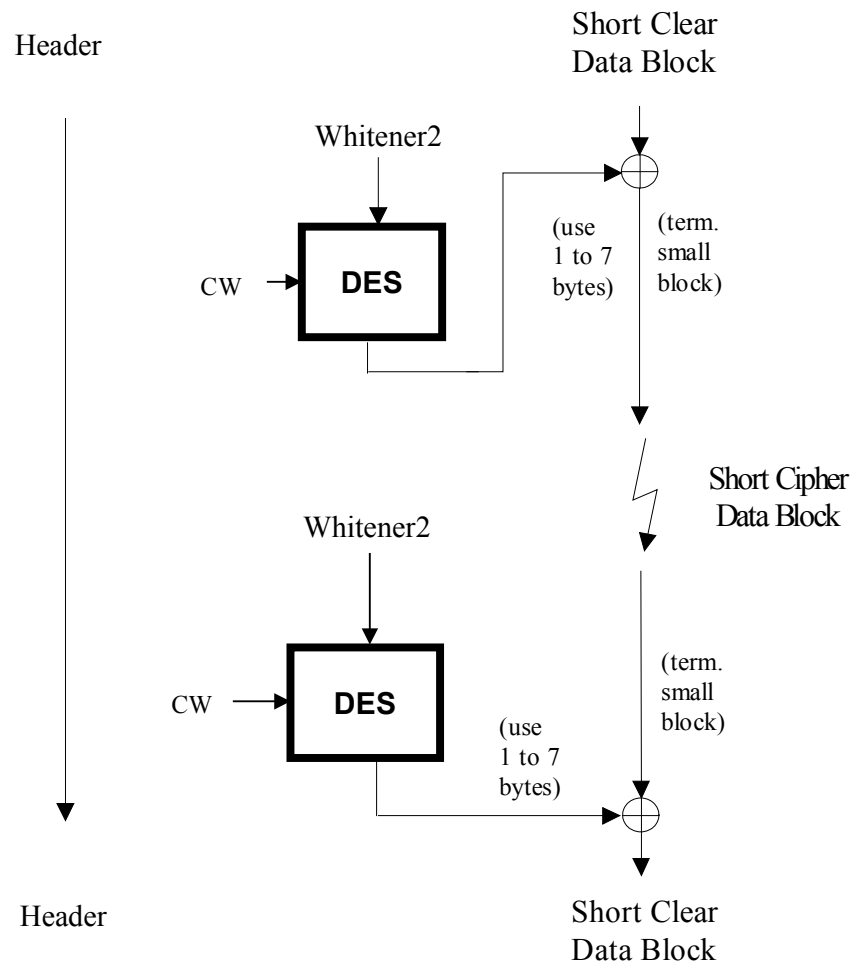 Header
Short Clear
Data Block
Whitener2
(use
1 to 7
bytes)
(term.
small
block)
CW
DES
Short Cipher
Data Block
Whitener2
(term.
small
block)
CW
DES
(use
1 to 7
bytes)
Header
Short Clear
Data Block